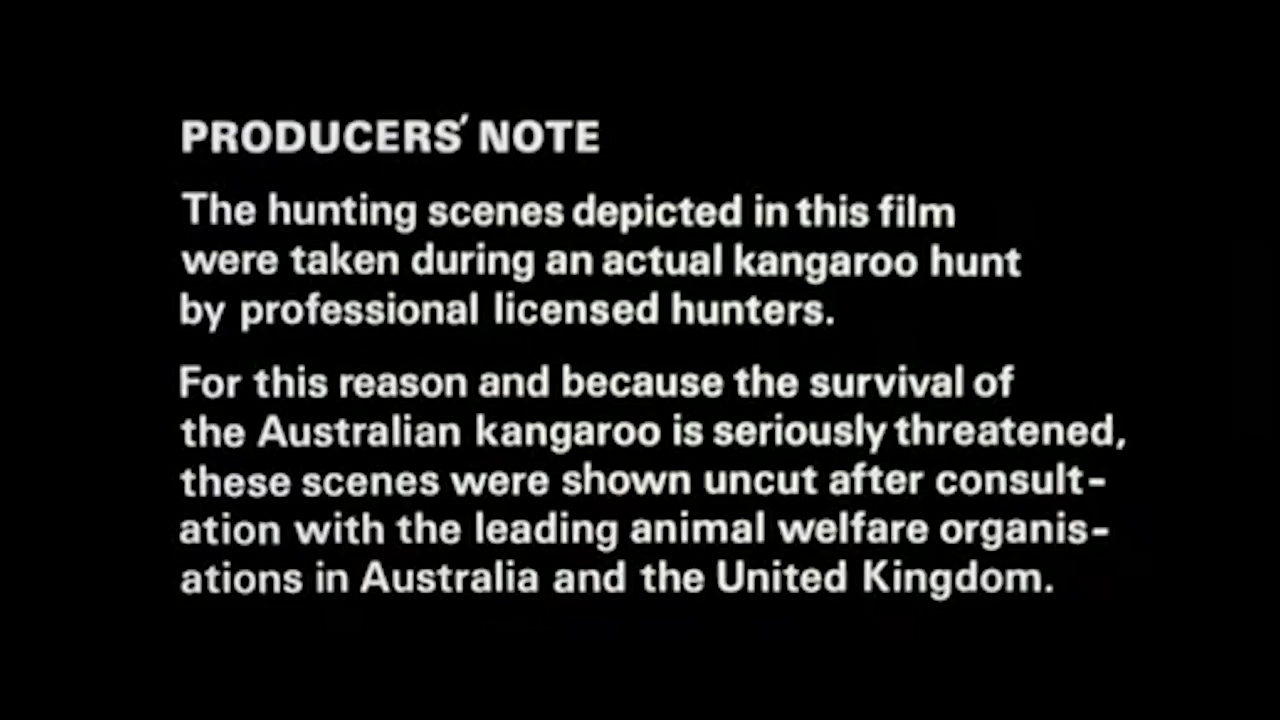 PRODUCERS' NOTE
The hunting scenes depicted in this film
were taken during an actual kangaroo hunt
by professional licensed hunters.
For this reason and because the survival of
the Australian kangaroo is seriously threatened,
these scenes were shown uncut after consult-
ation with the leading animal welfare organis-
ations in Australia and the United Kingdom.